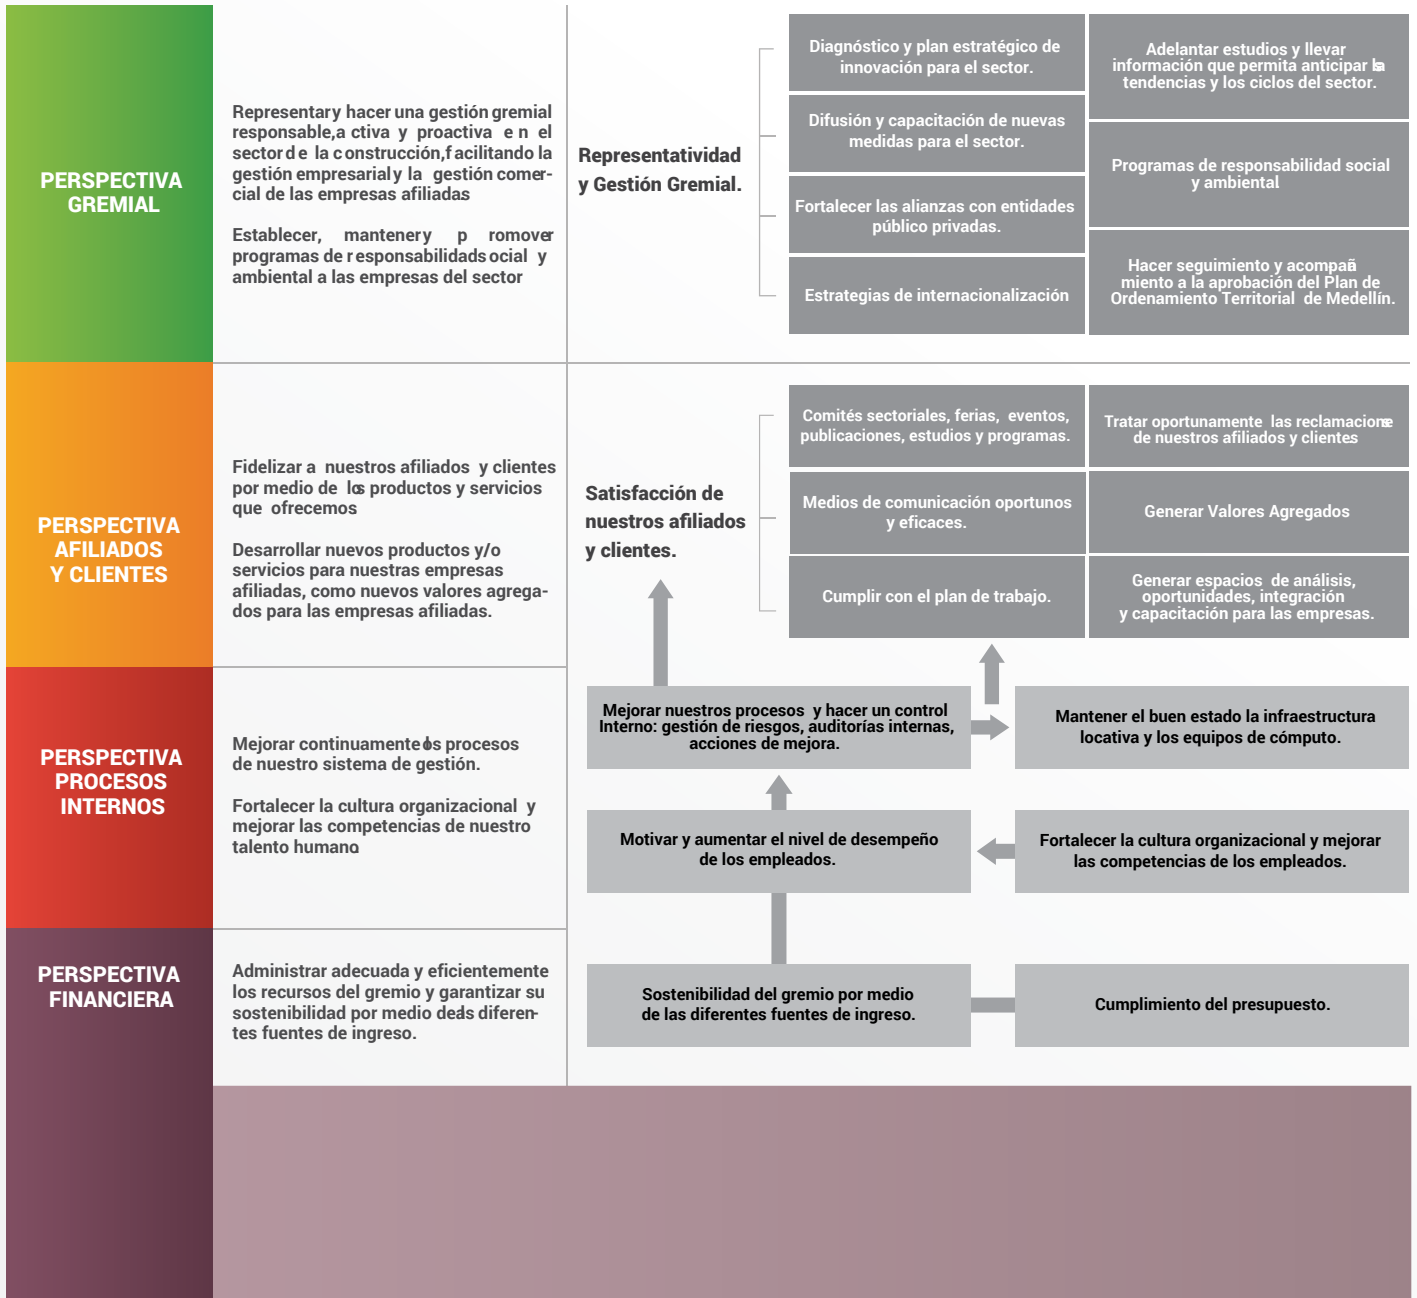 PERSPECTIVA
GREMIAL
Representar y hacer una gestión gremial
responsable, a ctiva y proactiva e n el
sector d e la c onstrucción, f acilitando la
gestión empresarial y la gestión comer-
cial de las empresas afiliadas
Establecer, mantener y p romover
programas de r esponsabilidad s ocial y
ambiental a las empresas del sector
Representatividad
y Gestión Gremial.
Diagnóstico y plan estratégico de
innovación para el sector.
Difusión y capacitación de nuevas
medidas para el sector.
Fortalecer las alianzas con entidades
público privadas.
Estrategias de internacionalización
Adelantar estudios y llevar
información que permita anticipar las
tendencias y los ciclos del sector.
Programas de responsabilidad social
y ambiental.
Hacer seguimiento y acompaña
miento a la aprobación del Plan de
Ordenamiento Territorial de Medellín.
PERSPECTIVA
AFILIADOS
Y CLIENTES
Fidelizar a nuestros afiliados y clientes
por medio de los productos y servicios
que ofrecemos
Desarrollar nuevos productos y/o
servicios para nuestras empresas
afiliadas, como nuevos valores agrega-
dos para las empresas afiliadas.
Satisfacción de
nuestros afiliados
y clientes.
Comités sectoriales, ferias, eventos,
publicaciones, estudios y programas.
Medios de comunicación oportunos
y eficaces.
Cumplir con el plan de trabajo.
Tratar oportunamente las reclamaciones
de nuestros afiliados y clientes.
Generar Valores Agregados
Generar espacios de análisis,
oportunidades, integración
y capacitación para las empresas.
PERSPECTIVA
PROCESOS
INTERNOS
Mejorar continuamente los procesos
de nuestro sistema de gestión.
Fortalecer la cultura organizacional y
mejorar las competencias de nuestro
talento humano.
Mejorar nuestros procesos y hacer un control
Interno: gestión de riesgos, auditorías internas,
acciones de mejora.
Mantener el buen estado la infraestructura
locativa y los equipos de cómputo.
Motivar y aumentar el nivel de desempeño
de los empleados.
Fortalecer la cultura organizacional y mejorar
las competencias de los empleados.
PERSPECTIVA
FINANCIERA
Administrar adecuada y eficientemente
los recursos del gremio y garantizar su
sostenibilidad por medio de las diferen-
tes fuentes de ingreso.
Sostenibilidad del gremio por medio
de las diferentes fuentes de ingreso.
Cumplimiento del presupuesto.